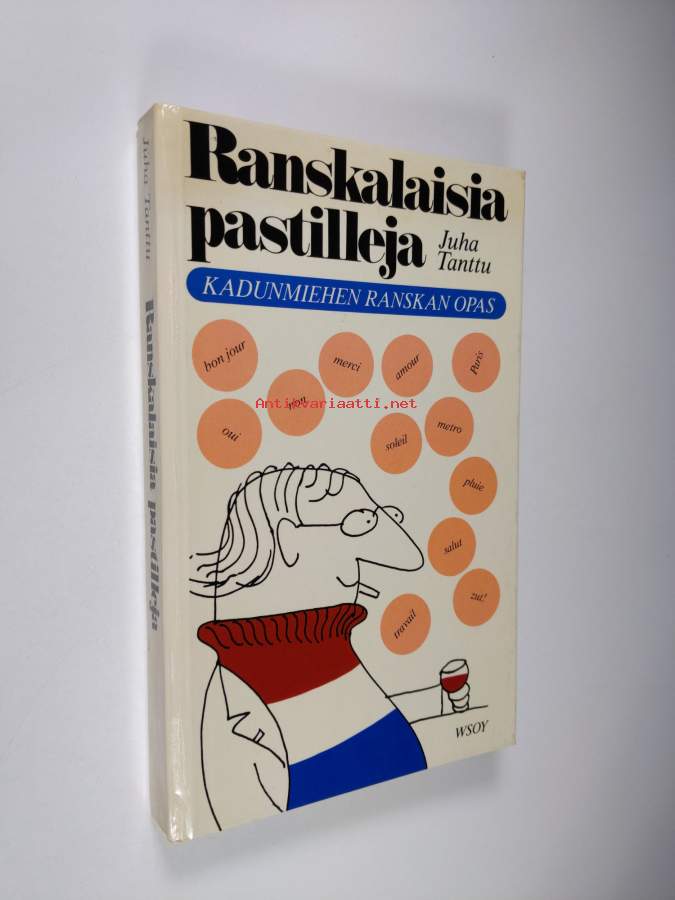 Ranskalaisia
pastilleja
Juha
Tanttu
KADUNMIEHEN RANSKAN OPAS
bon jour
merci
amour
Paris
non
oui
soleil
metro
pluie
salut
zut!
travail
WSOY
Juha Tanttu
Ranskalaisia pastilleja
Antikvariaatti.net